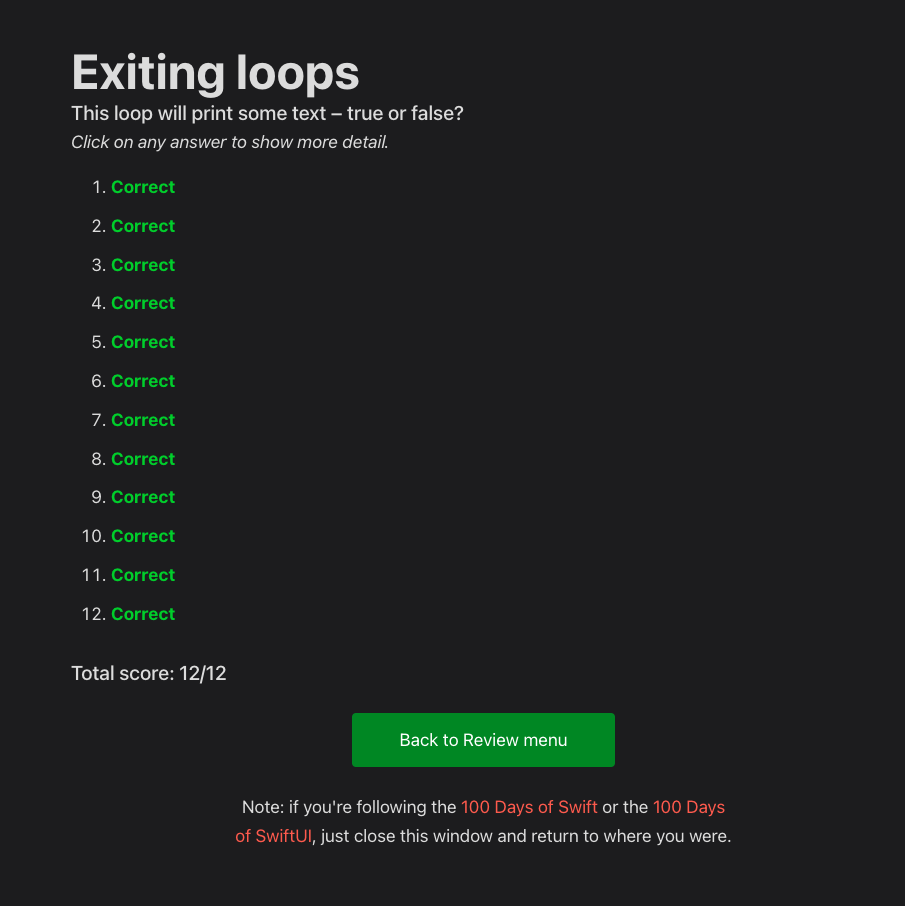 Exiting loops
This loop will print some text – true or false?
Click on any answer to show more detail.
1. Correct
2. Correct
3. Correct
4. Correct
5. Correct
6. Correct
7. Correct
8. Correct
9. Correct
10. Correct
11. Correct
12. Correct
Total score: 12/12
Back to Review menu
Note: if you're following the 100 Days of Swift or the 100 Days
of SwiftUI, just close this window and return to where you were.